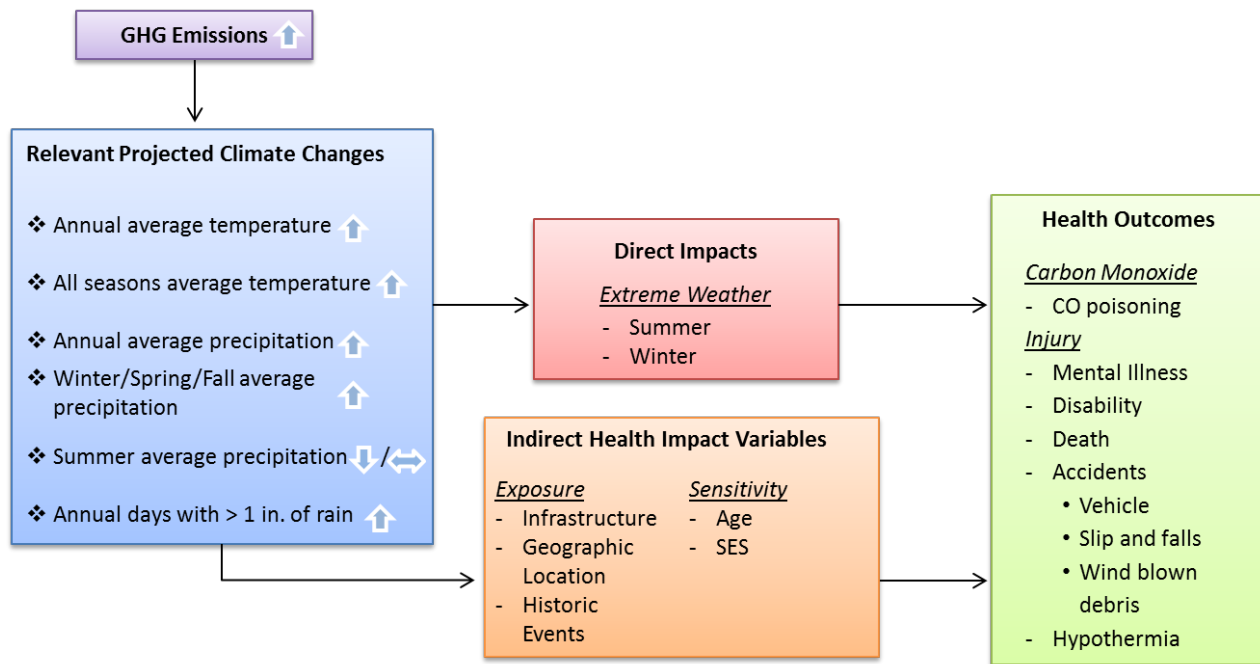 GHG Emissions
Relevant Projected Climate Changes
❖ Annual average temperature
❖ All seasons average temperature
❖ Annual average precipitation
❖ Winter/Spring/Fall average
precipitation
❖ Summer average precipitation /
❖ Annual days with > 1 in. of rain
Direct Impacts
Extreme Weather
- Summer
- Winter
Indirect Health Impact Variables
Exposure
- Infrastructure
- Geographic
Location
- Historic
Events
Sensitivity
- Age
- SES
Health Outcomes
Carbon Monoxide
- CO poisoning
Injury
- Mental Illness
- Disability
- Death
- Accidents
• Vehicle
• Slip and falls
• Wind blown
debris
- Hypothermia